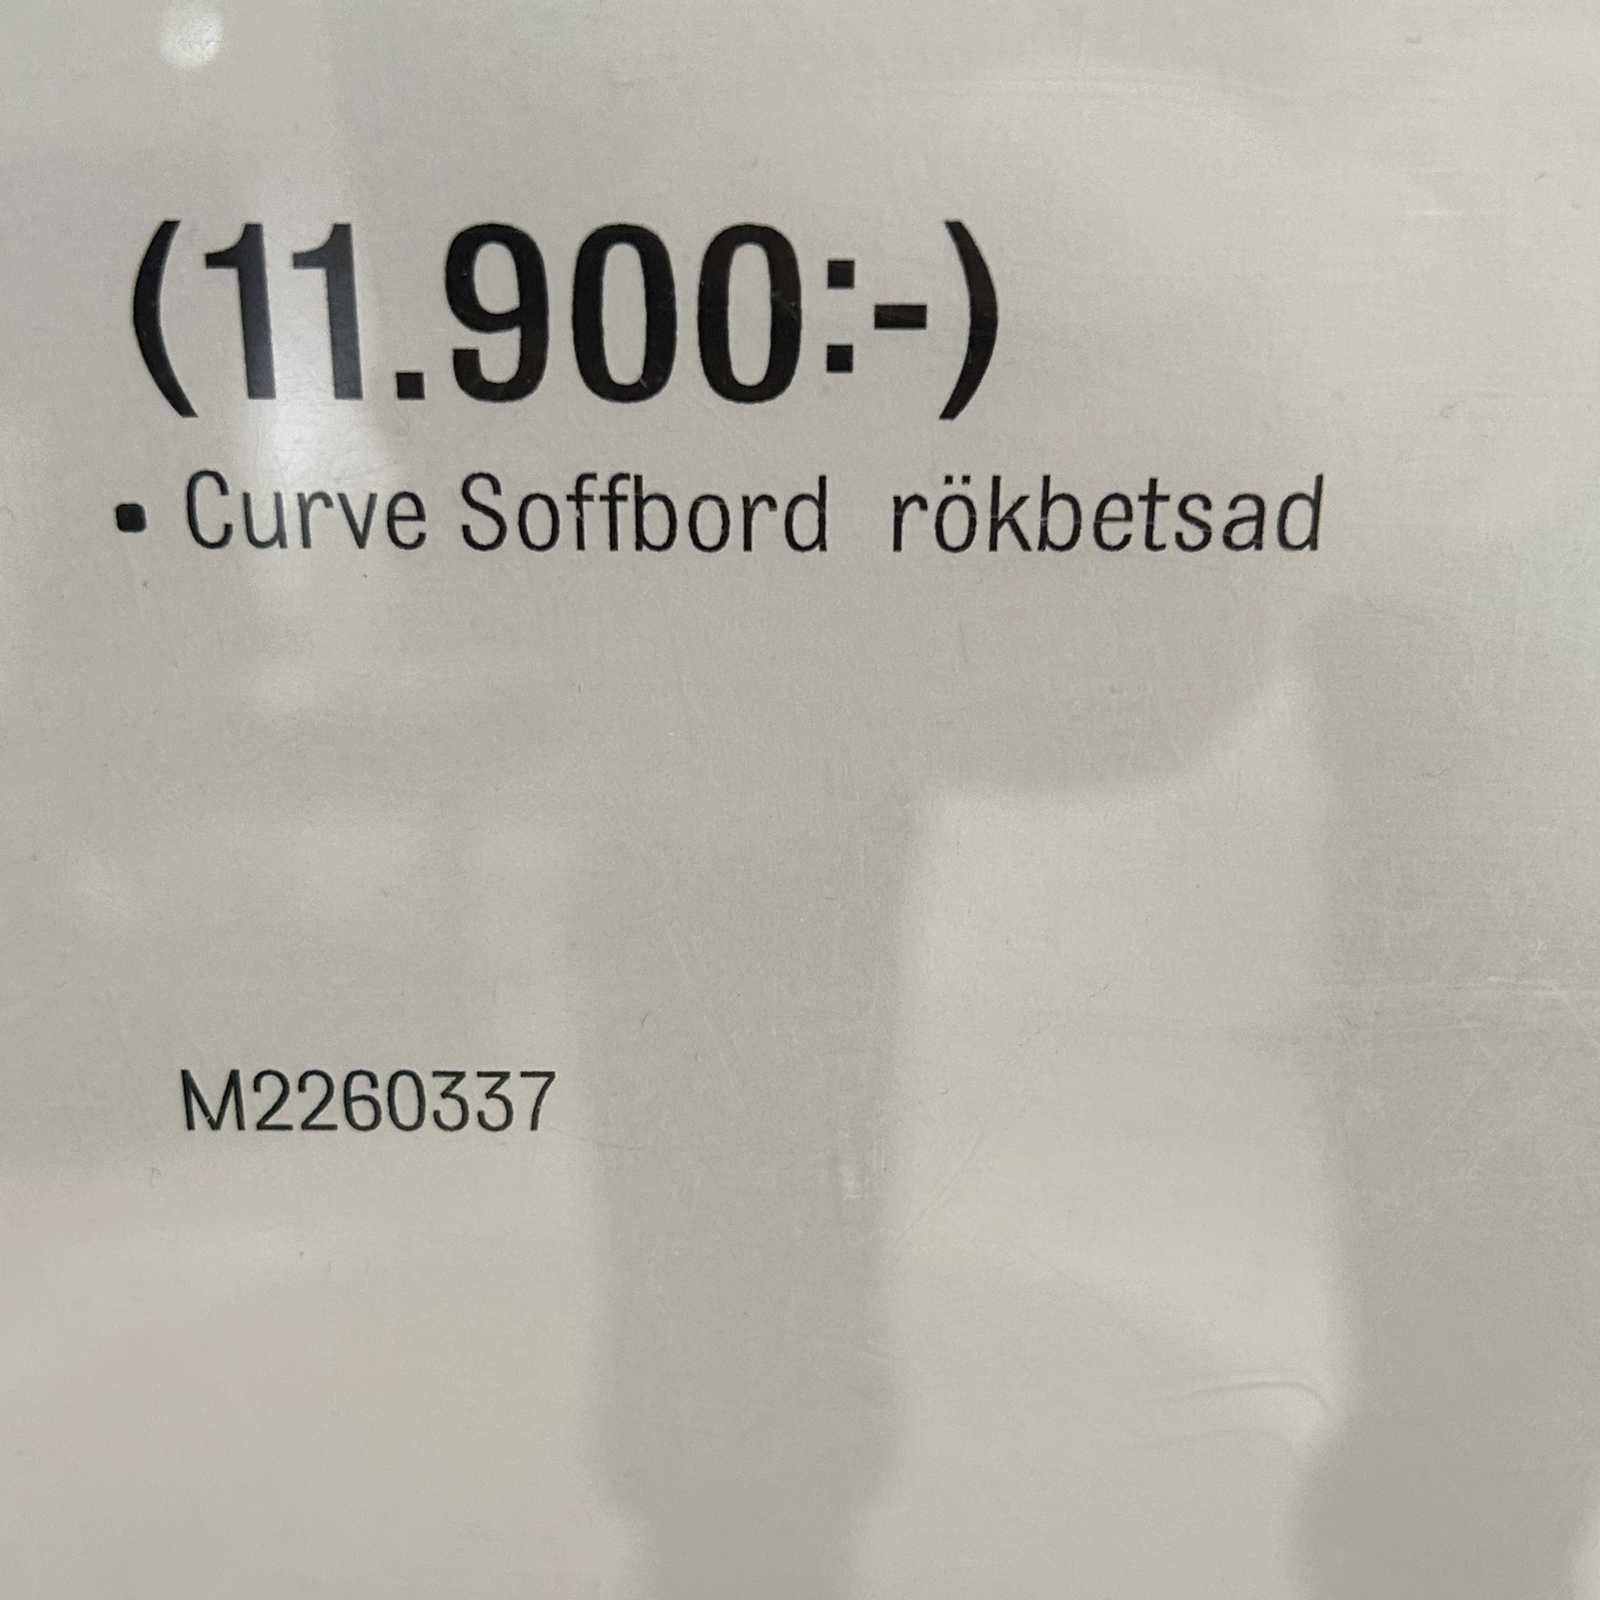 (11.900:-)
• Curve Soffbord rökbetsad
M2260337